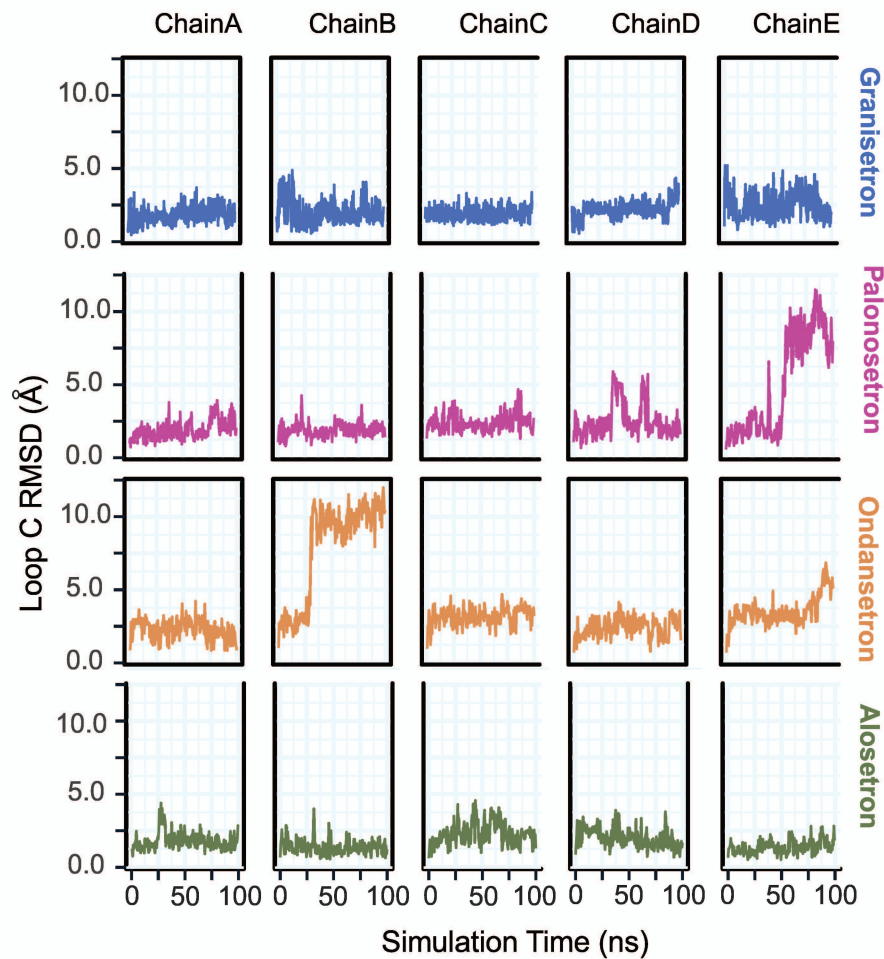 ChainA ChainB ChainC ChainD ChainE
10.0
5.0
0.0
Granisetron
10.0
5.0
0.0
Palonosetron
Loop C RMSD (Å)
10.0
5.0
0.0
Ondansetron
10.0
5.0
0.0
Alosetron
0 50 100 0 50 100 0 50 100 0 50 100 0 50 100
Simulation Time (ns)